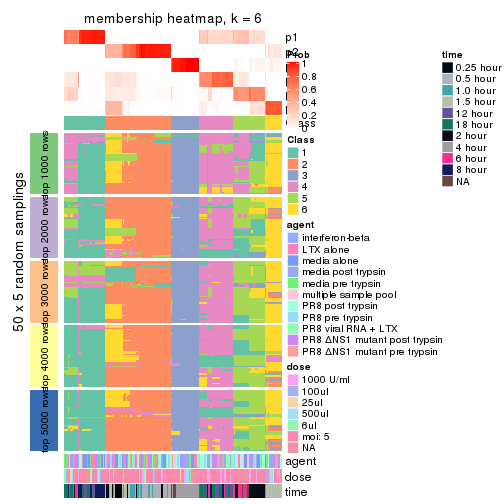 membership heatmap, k = 6
p1
p2
Prob
1
0.8
0.6
0.4
0.2
0
Class
1
2
3
4
5
6
50 x 5 random samplings
top 1000 rows
top 2000 rows
top 3000 rows
top 4000 rows
top 5000 rows
agent
interferon-beta
LTX alone
media alone
media post trypsin
media pre trypsin
multiple sample pool
PR8 post trypsin
PR8 pre trypsin
PR8 viral RNA + LTX
PR8 ΔNS1 mutant post trypsin
PR8 ΔNS1 mutant pre trypsin
dose
1000 U/ml
100ul
25ul
500ul
6ul
moi: 5
NA
time
0.25 hour
0.5 hour
1.0 hour
1.5 hour
12 hour
18 hour
2 hour
4 hour
6 hour
8 hour
NA
agent
dose
time